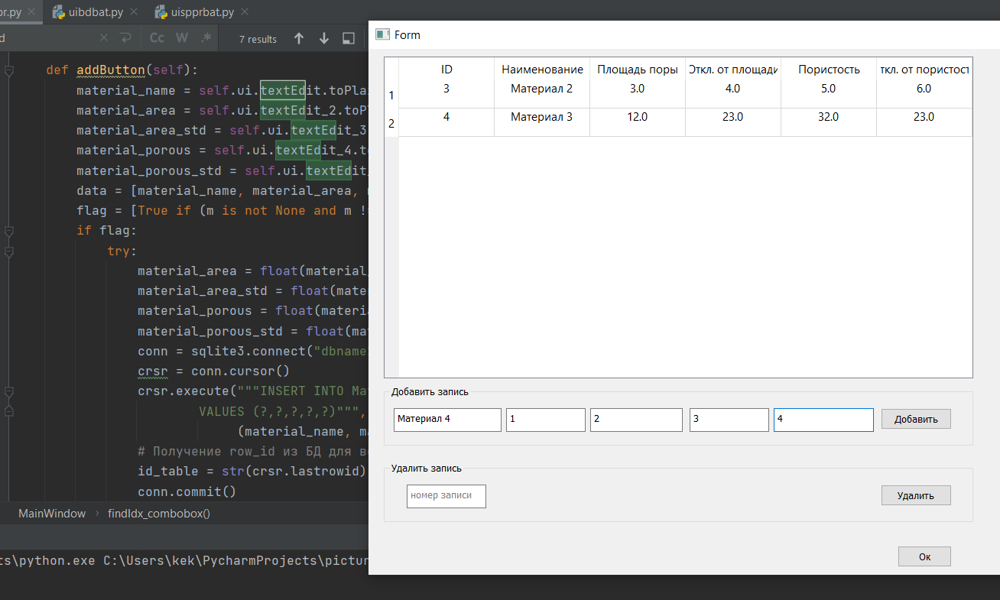 or.py uibdbat.py uispprbat.py
d Cc W .* 7 results
def addButton(self):
material_name = self.ui.textEdit.toPla
material_area = self.ui.textEdit_2.toP
material_area_std = self.ui.textEdit_3
material_porous = self.ui.textEdit_4.t
material_porous_std = self.ui.textEdit
data = [material_name, material_area,
flag = [True if (m is not None and m !=
if flag:
try:
material_area = float(material_
material_area_std = float(mate
material_porous = float(materi
material_porous_std = float(ma
conn = sqlite3.connect("dbname
crsr = conn.cursor()
crsr.execute("""INSERT INTO Ma
VALUES (?,?,?,?,?)""",
(material_name, ma
# Получение row_id из БД для в
id_table = str(crsr.lastrowid)
conn.commit()
MainWindow › findIdx_combobox()
ts\python.exe C:\Users\kek\PycharmProjects\pictur
Form
ID Наименование Площадь поры Откл. от площади Пористость ткл. от пористост
1 3 Материал 2 3.0 4.0 5.0 6.0
2 4 Материал 3 12.0 23.0 32.0 23.0
Добавить запись
Материал 4 1 2 3 4 Добавить
Удалить запись
номер записи Удалить
Ок